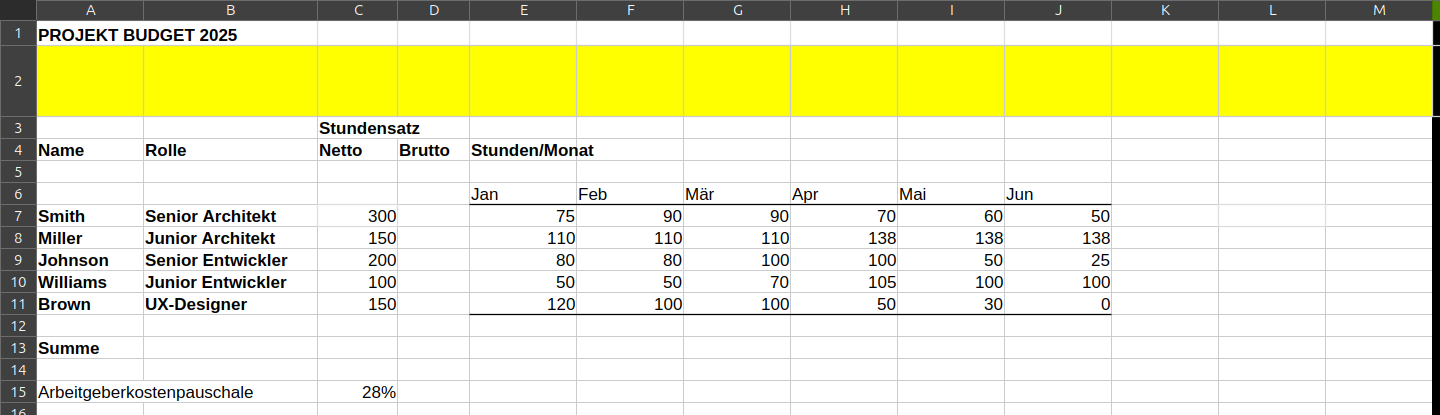 A B C D E F G H I J K L M
1 PROJEKT BUDGET 2025
2
3 Stundensatz
4 Name Rolle Netto Brutto Stunden/Monat
5
6 Jan Feb Mär Apr Mai Jun
7 Smith Senior Architekt 300 75 90 90 70 60 50
8 Miller Junior Architekt 150 110 110 110 138 138 138
9 Johnson Senior Entwickler 200 80 80 100 100 50 25
10 Williams Junior Entwickler 100 50 50 70 105 100 100
11 Brown UX-Designer 150 120 100 100 50 30 0
12
13 Summe
14
15 Arbeitgeberkostenpauschale 28%
16